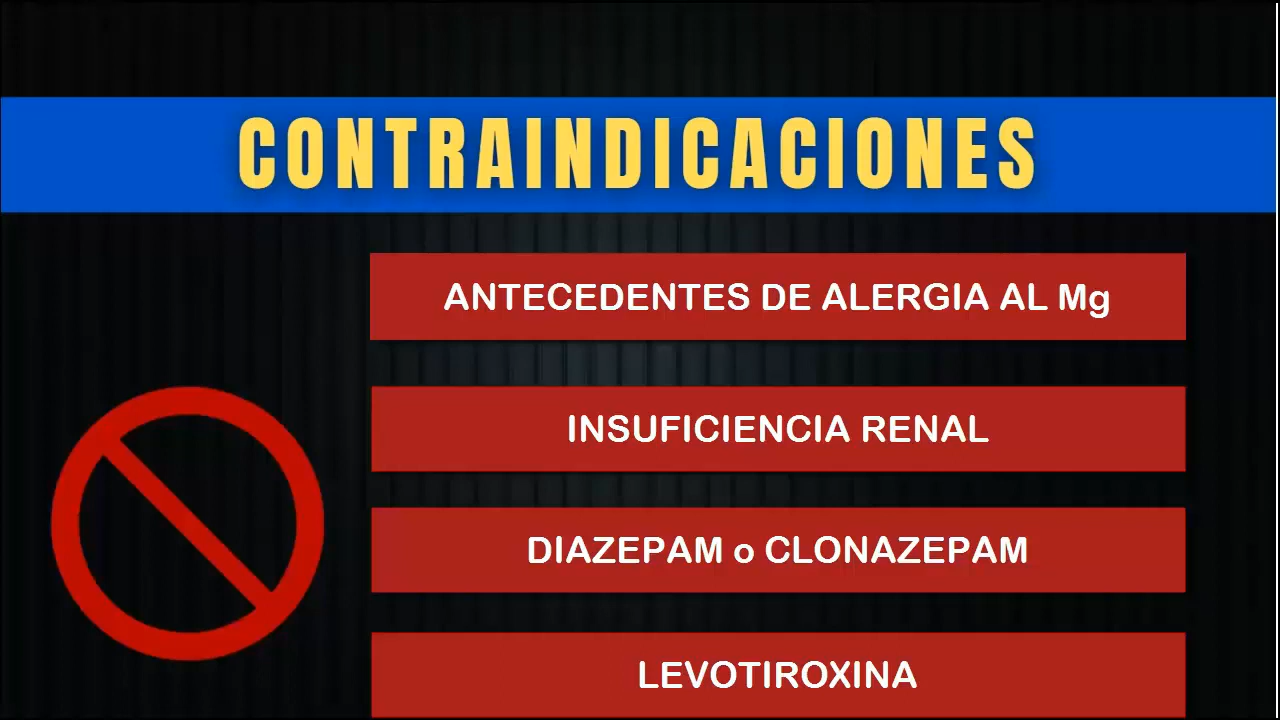 CONTRAINDICACIONES
ANTECEDENTES DE ALERGIA AL Mg
INSUFICIENCIA RENAL
DIAZEPAM o CLONAZEPAM
LEVOTIROXINA